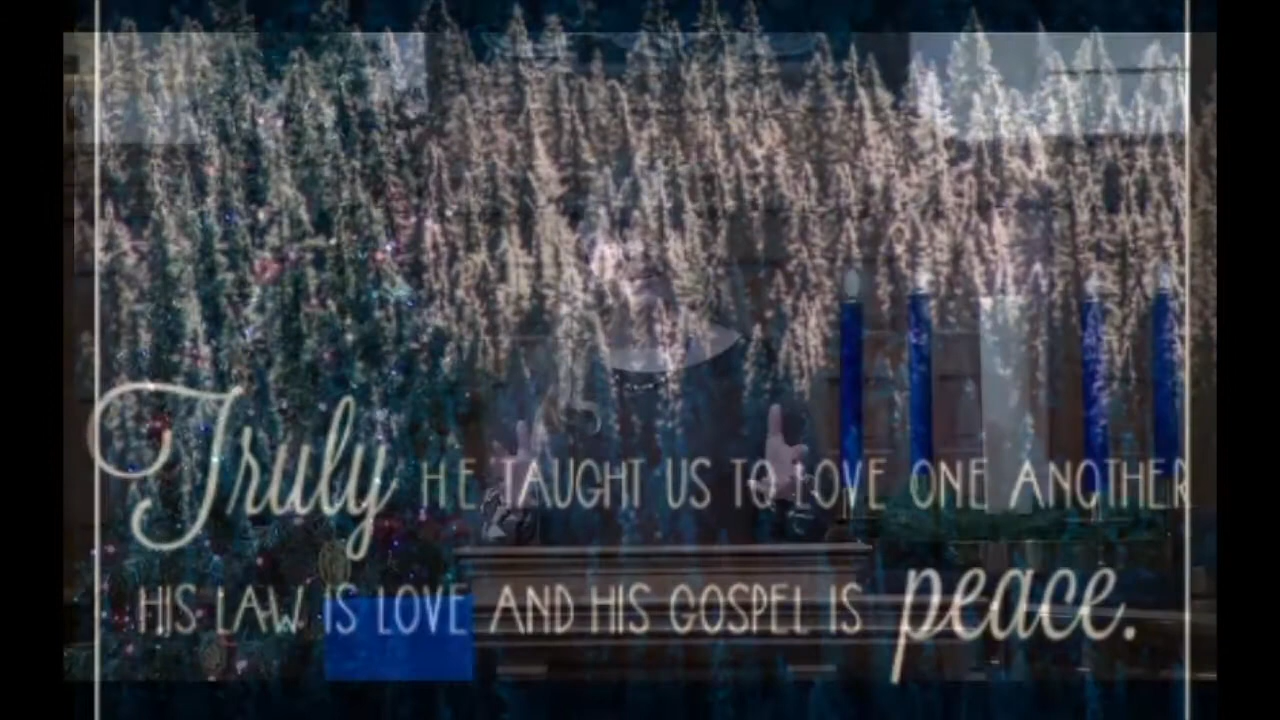 Truly HE TAUGHT US TO LOVE ONE ANOTHER
HIS LAW IS LOVE AND HIS GOSPEL IS peace.